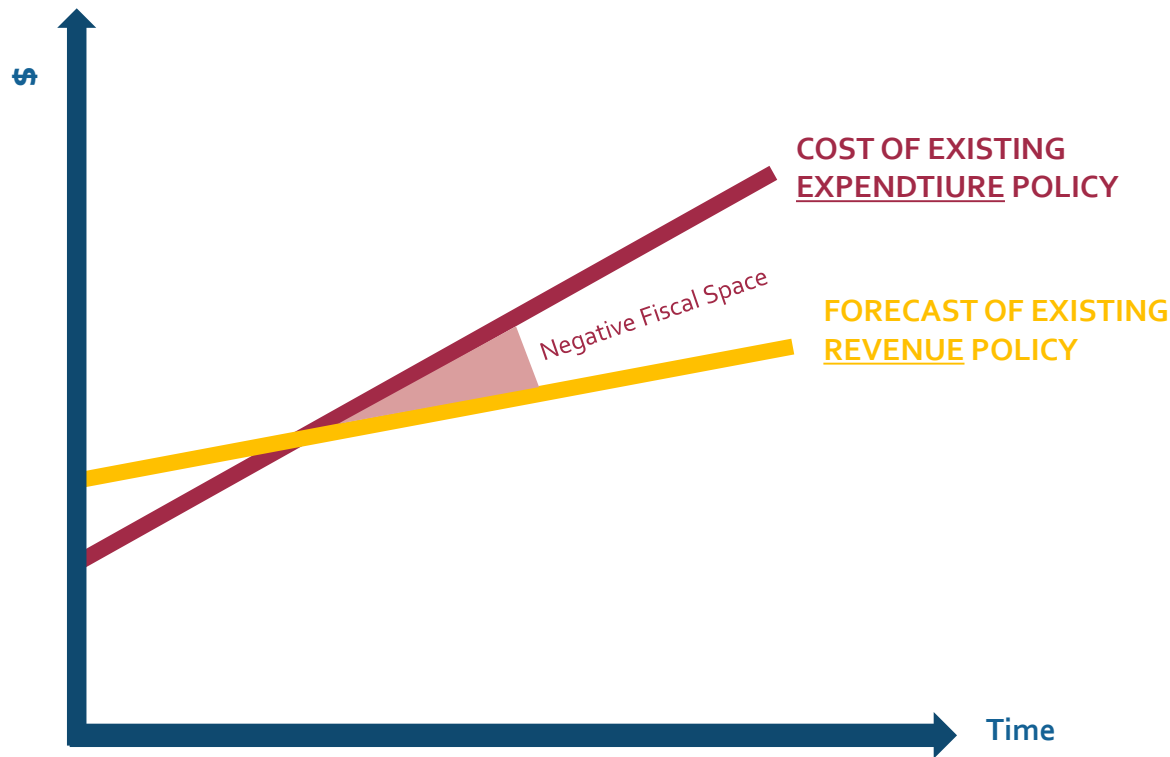 $
COST OF EXISTING
EXPENDTIURE POLICY
Negative Fiscal Space
FORECAST OF EXISTING
REVENUE POLICY
Time